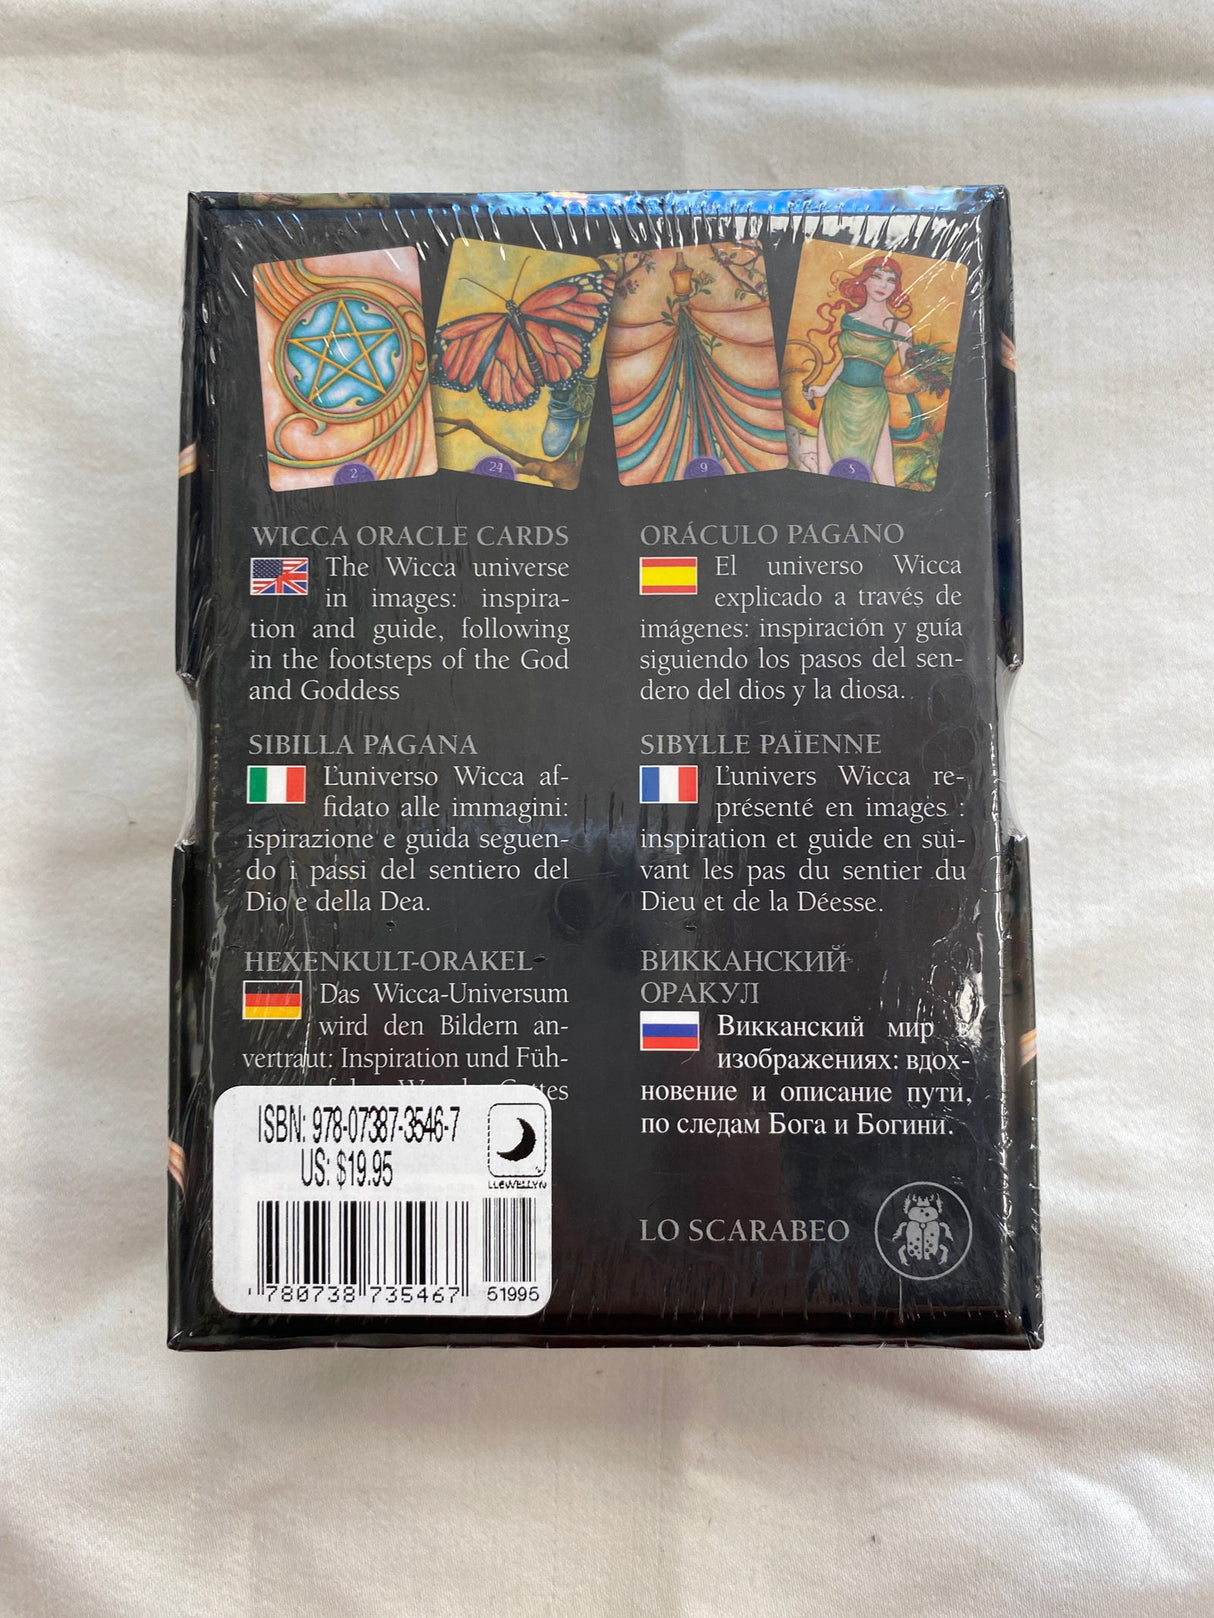 2
24
9
5
WICCA ORACLE CARDS
The Wicca universe
in images: inspira-
tion and guide, following
in the footsteps of the God
and Goddess
ORÁCULO PAGANO
El universo Wicca
explicado a través de
imágenes: inspiración y guía
siguiendo los pasos del sen-
dero del dios y la diosa.
SIBILLA PAGANA
L'universo Wicca af-
fidato alle immagini:
ispirazione e guida seguen-
do i passi del sentiero del
Dio e della Dea.
SIBYLLE PAÏENNE
L'univers Wicca re-
présenté en images :
inspiration et guide en sui-
vant les pas du sentier du
Dieu et de la Déesse.
HEXENKULT-ORAKEL
Das Wicca-Universum
wird den Bildern an-
vertraut: Inspiration und Füh-
ВИККАНСКИЙ
ОРАКУЛ
Викканский мир в
изображениях: вдох-
новение и описание пути,
по следам Бога и Богини.
ISBN: 978-07387-3546-7
US: $19.95
LLEWELLYN
780738 735467
51995
LO SCARABEO